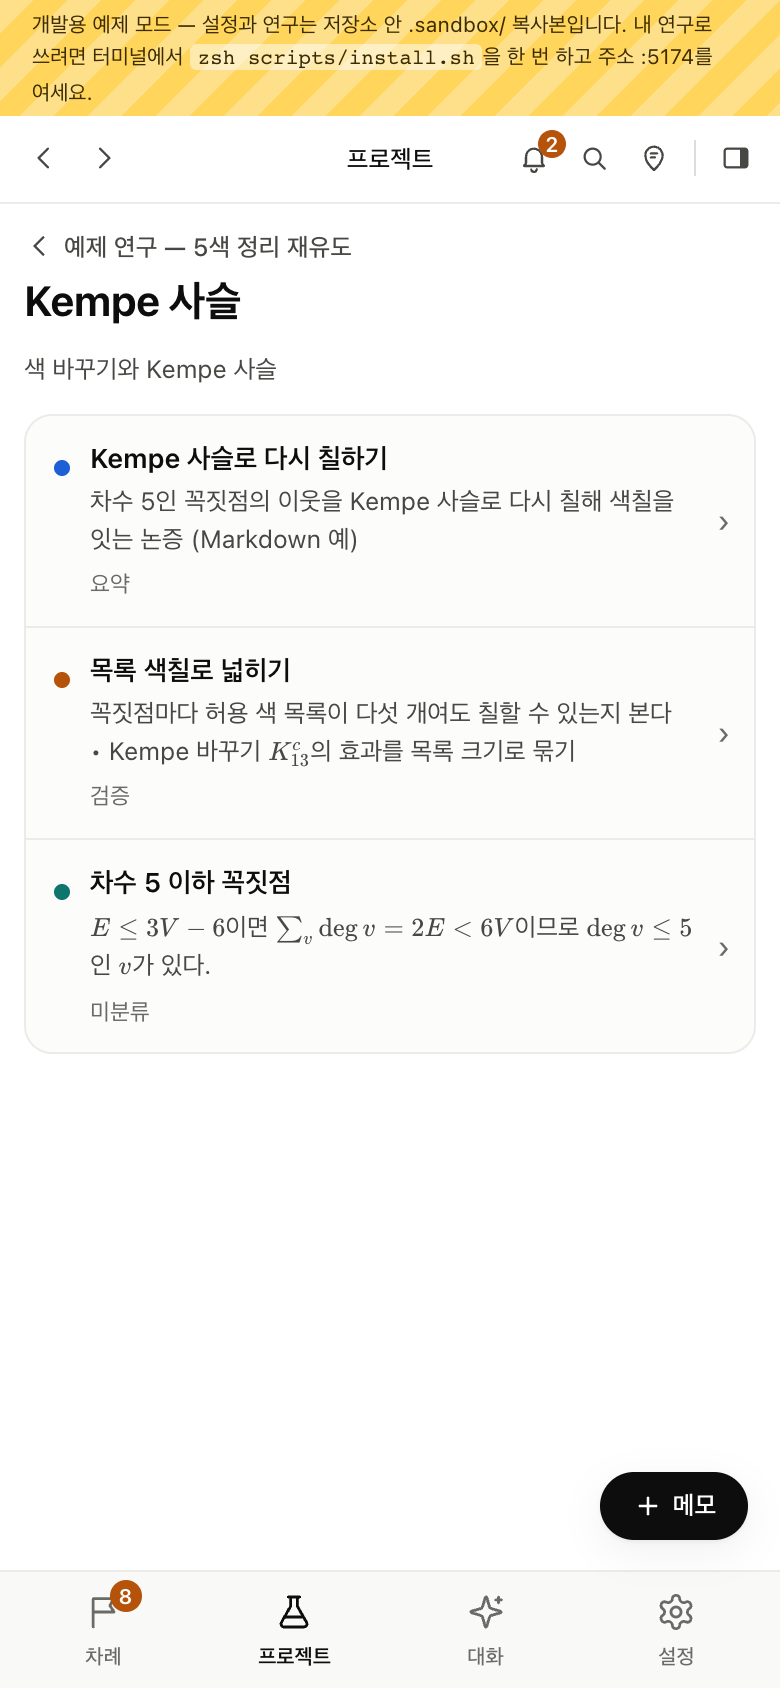 개발용 예제 모드 — 설정과 연구는 저장소 안 .sandbox/ 복사본입니다. 내 연구로
쓰려면 터미널에서 zsh scripts/install.sh 을 한 번 하고 주소 :5174를
여세요.
프로젝트
2
예제 연구 — 5색 정리 재유도
Kempe 사슬
색 바꾸기와 Kempe 사슬
Kempe 사슬로 다시 칠하기
차수 5인 꼭짓점의 이웃을 Kempe 사슬로 다시 칠해 색칠을
잇는 논증 (Markdown 예)
요약
목록 색칠로 넓히기
꼭짓점마다 허용 색 목록이 다섯 개여도 칠할 수 있는지 본다
• Kempe 바꾸기 $K_{13}^{c}$의 효과를 목록 크기로 묶기
검증
차수 5 이하 꼭짓점
$E \le 3V - 6$이면 $\sum_v \deg v = 2E < 6V$이므로 $\deg v \le 5$
인 $v$가 있다.
미분류
+ 메모
8
차례
프로젝트
대화
설정